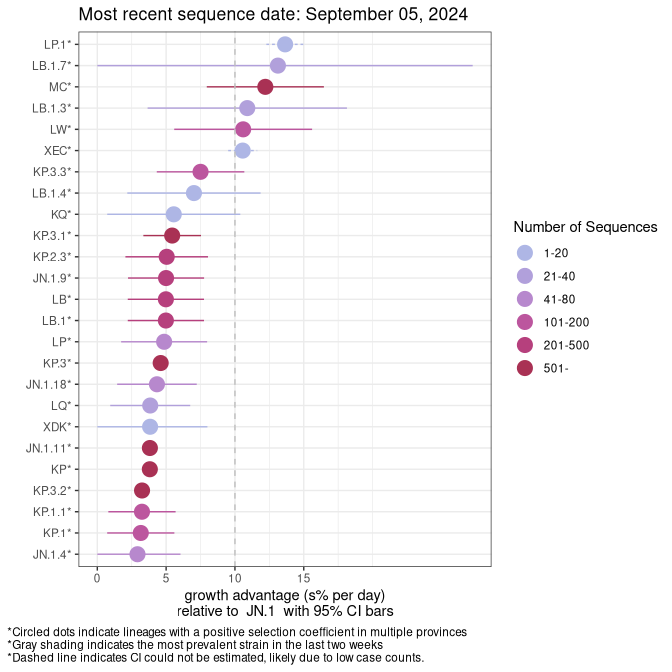 Most recent sequence date: September 05, 2024
LP.1*
LB.1.7*
MC*
LB.1.3*
LW*
XEC*
KP.3.3*
LB.1.4*
KQ*
KP.3.1*
KP.2.3*
JN.1.9*
LB*
LB.1*
LP*
KP.3*
JN.1.18*
LQ*
XDK*
JN.1.11*
KP*
KP.3.2*
KP.1.1*
KP.1*
JN.1.4*
0 5 10 15
growth advantage (s% per day)
relative to JN.1 with 95% CI bars
Number of Sequences
1-20
21-40
41-80
101-200
201-500
501-
*Circled dots indicate lineages with a positive selection coefficient in multiple provinces
*Gray shading indicates the most prevalent strain in the last two weeks
*Dashed line indicates CI could not be estimated, likely due to low case counts.